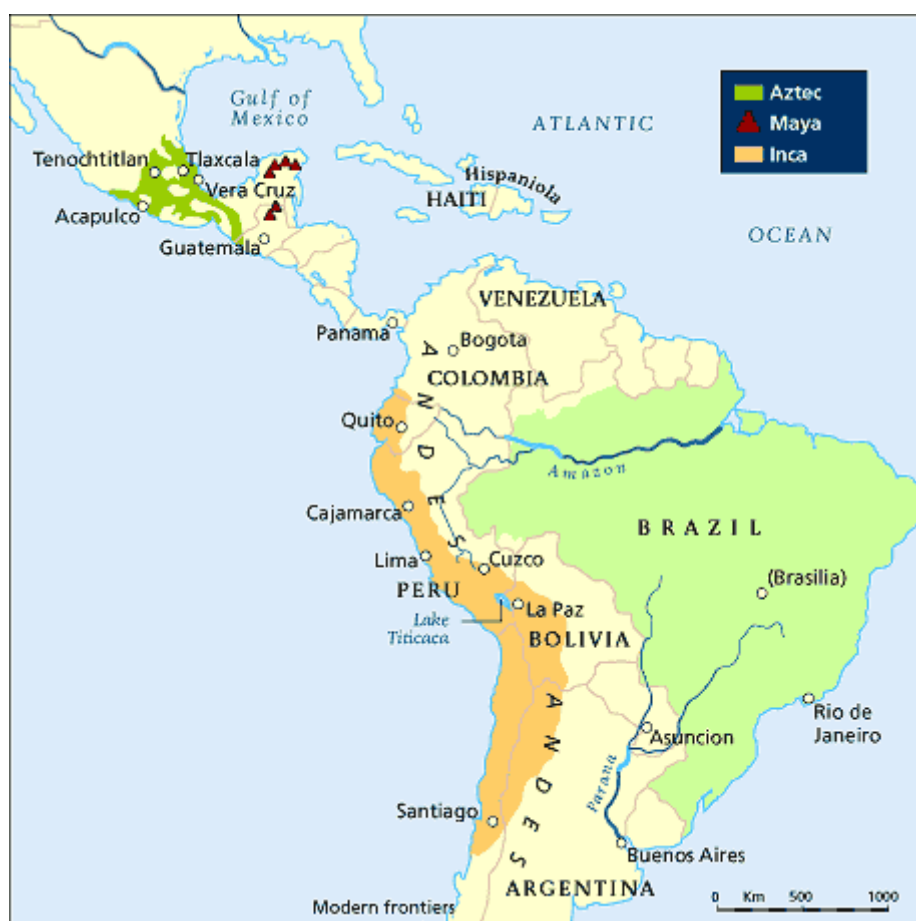 Gulf of
Mexico
ATLANTIC
OCEAN
Aztec
Maya
Inca
Tenochtitlan
Tlaxcala
Vera Cruz
Acapulco
Guatemala
Hispaniola
HAITI
Panama
VENEZUELA
Bogota
COLOMBIA
ANDES
Quito
Amazon
Cajamarca
BRAZIL
Lima
Cuzco
(Brasilia)
PERU
La Paz
Lake
Titicaca
BOLIVIA
ANDES
Rio de
Janeiro
Asuncion
Parana
Santiago
Buenos Aires
ARGENTINA
Modern frontiers
0 Km 500 1000